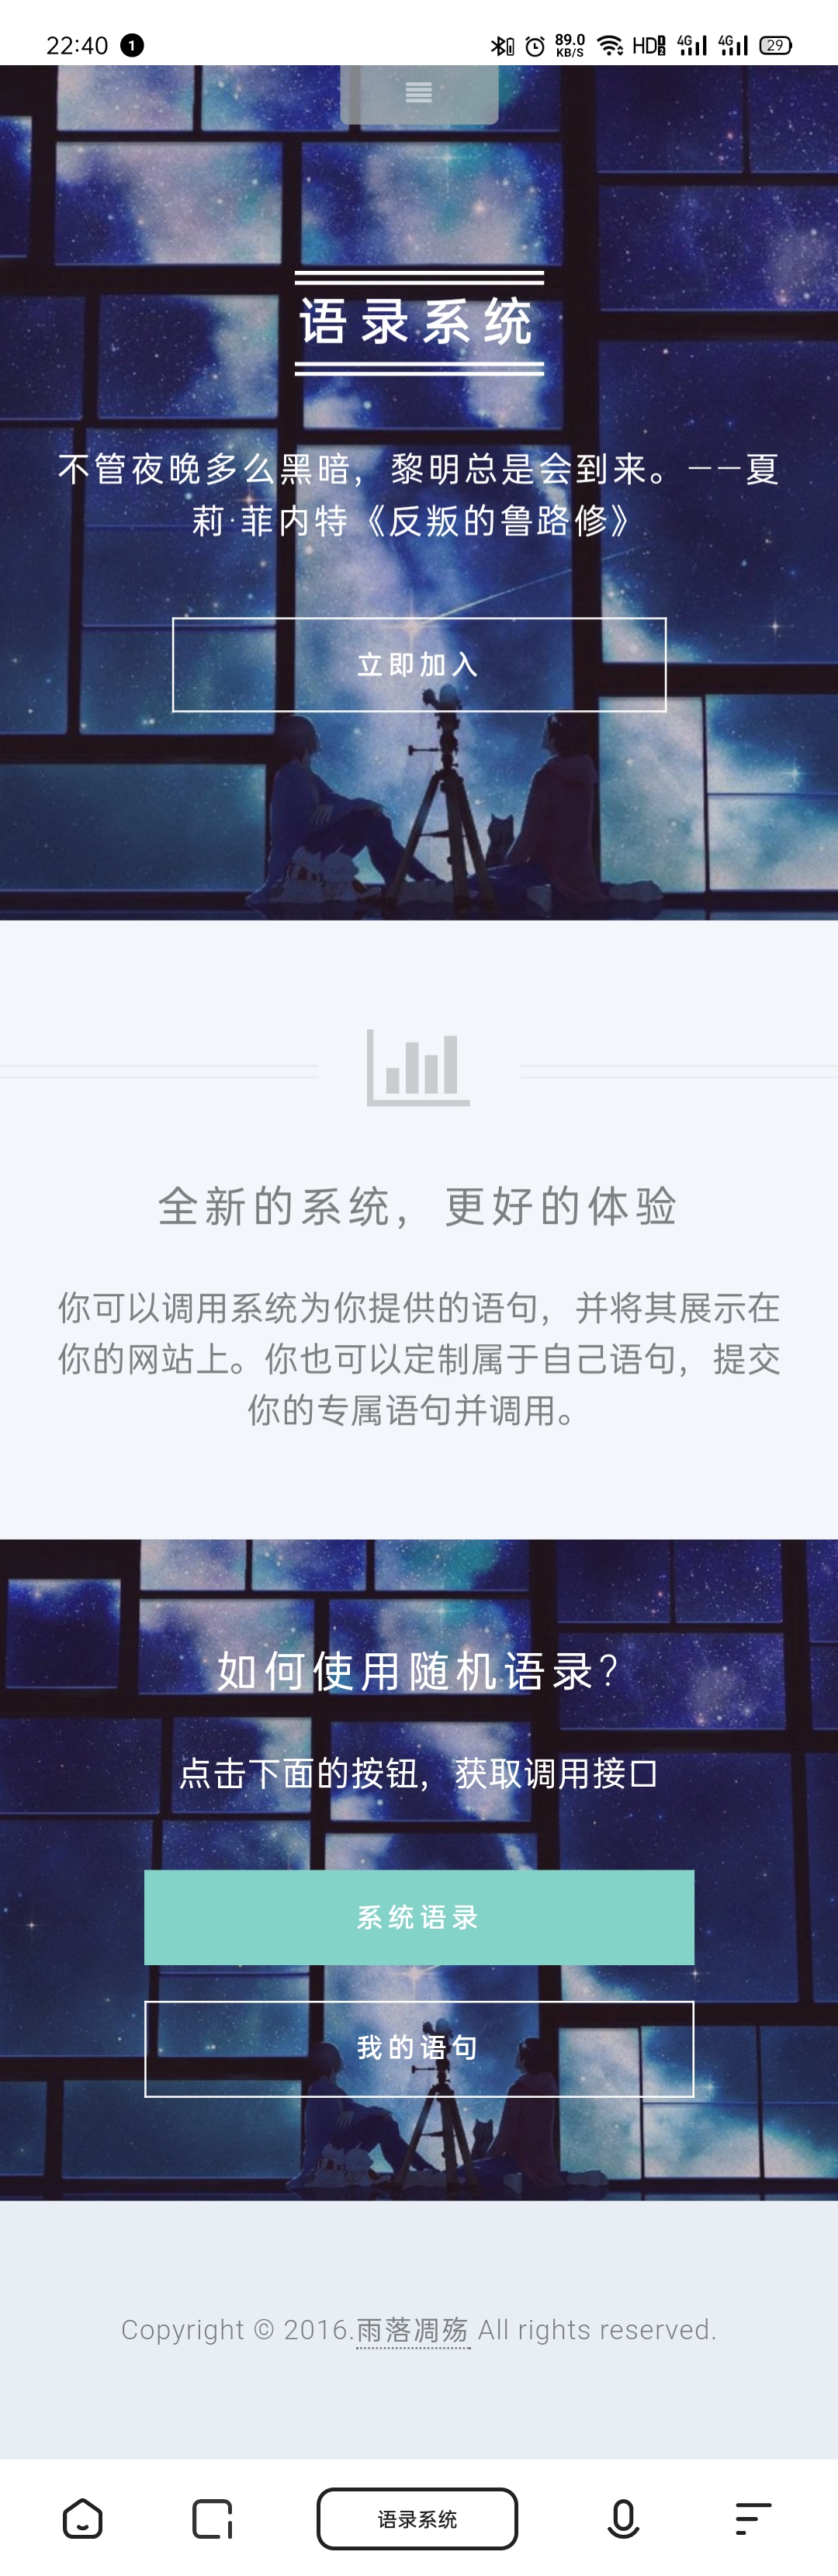 22:40 1 89.0 KB/S HD 1 2 4G 4G 29
语录系统
不管夜晚多么黑暗，黎明总是会到来。——夏
莉·菲内特《反叛的鲁路修》
立即加入
全新的系统，更好的体验
你可以调用系统为你提供的语句，并将其展示在
你的网站上。你也可以定制属于自己语句，提交
你的专属语句并调用。
如何使用随机语录?
点击下面的按钮，获取调用接口
系统语录
我的语句
Copyright © 2016.雨落凋殇 All rights reserved.
语录系统